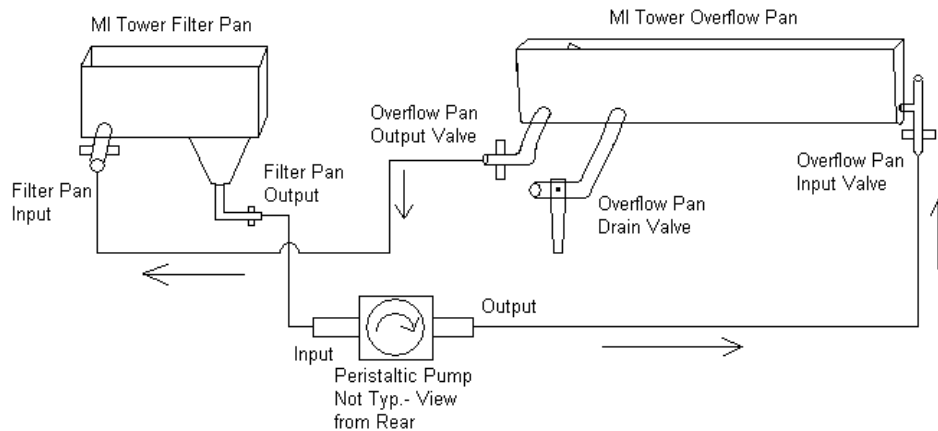 MI Tower Filter Pan
MI Tower Overflow Pan
Overflow Pan
Output Valve
Filter Pan
Input
Filter Pan
Output
Overflow Pan
Drain Valve
Overflow Pan
Input Valve
Output
Input
Peristaltic Pump
Not Typ.- View
from Rear